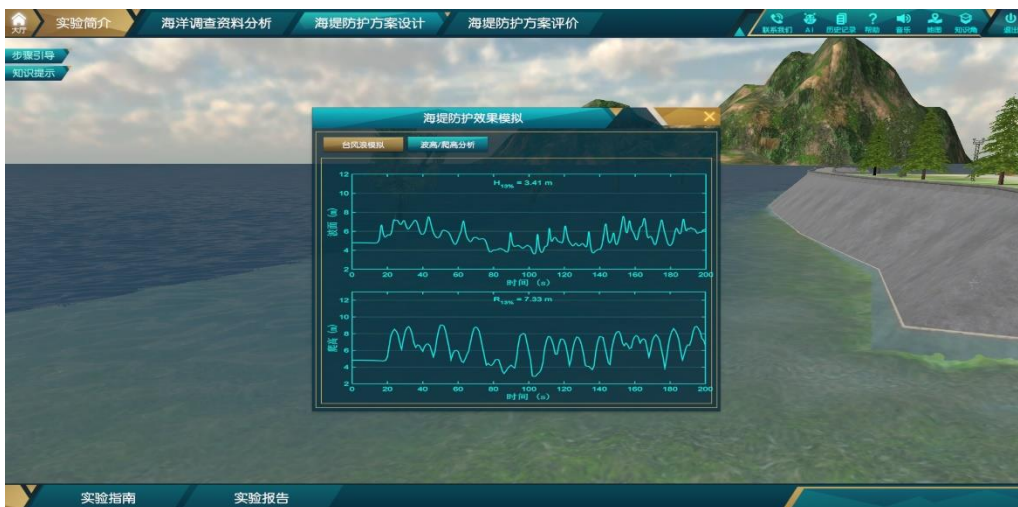 大厅
实验简介
海洋调查资料分析
海堤防护方案设计
海堤防护方案评价
联系我们 AI 历史记录 帮助 音乐 地图 知识角 退出
步骤引导
知识提示
海堤防护效果模拟
台风浪模拟 波高/爬高分析
H13% = 3.41 m
12
10
8
6
4
2
波面 (m)
0 20 40 60 80 100 120 140 160 180 200
时间 (s)
R13% = 7.33 m
12
10
8
6
4
2
爬高 (m)
0 20 40 60 80 100 120 140 160 180 200
时间 (s)
实验指南
实验报告